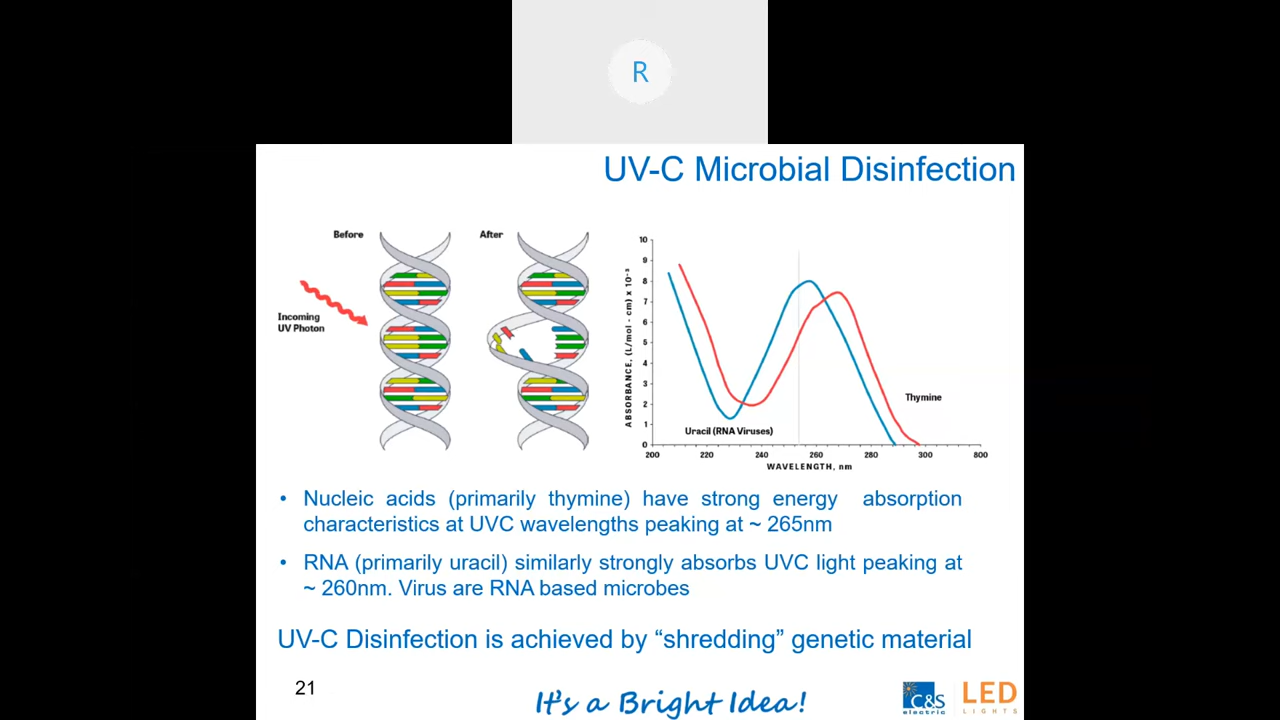 R
UV-C Microbial Disinfection
Before
After
Incoming
UV Photon
ABSORBANCE, (L/mol - cm) x 10⁻³
10
9
8
7
6
5
4
3
2
1
0
Thymine
Uracil (RNA Viruses)
200 220 240 260 280 300 800
WAVELENGTH, nm
• Nucleic acids (primarily thymine) have strong energy absorption
characteristics at UVC wavelengths peaking at ~ 265nm
• RNA (primarily uracil) similarly strongly absorbs UVC light peaking at
~ 260nm. Virus are RNA based microbes
UV-C Disinfection is achieved by “shredding” genetic material
21
It's a Bright Idea!
C&S
electric
LED
LIGHTS